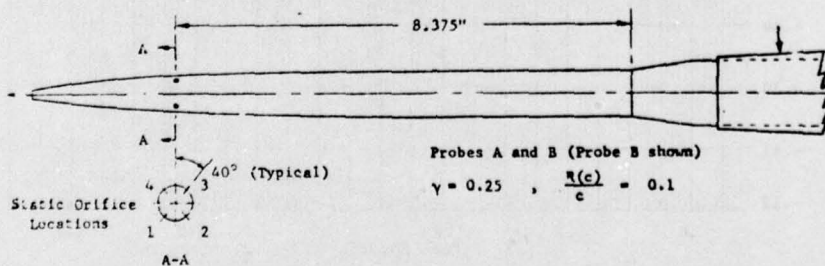 8.375"
A
A
40° (Typical)
4 3
Static Orifice
Locations
1 2
A-A
Probes A and B (Probe B shown)
γ = 0.25 , R(c)/c = 0.1